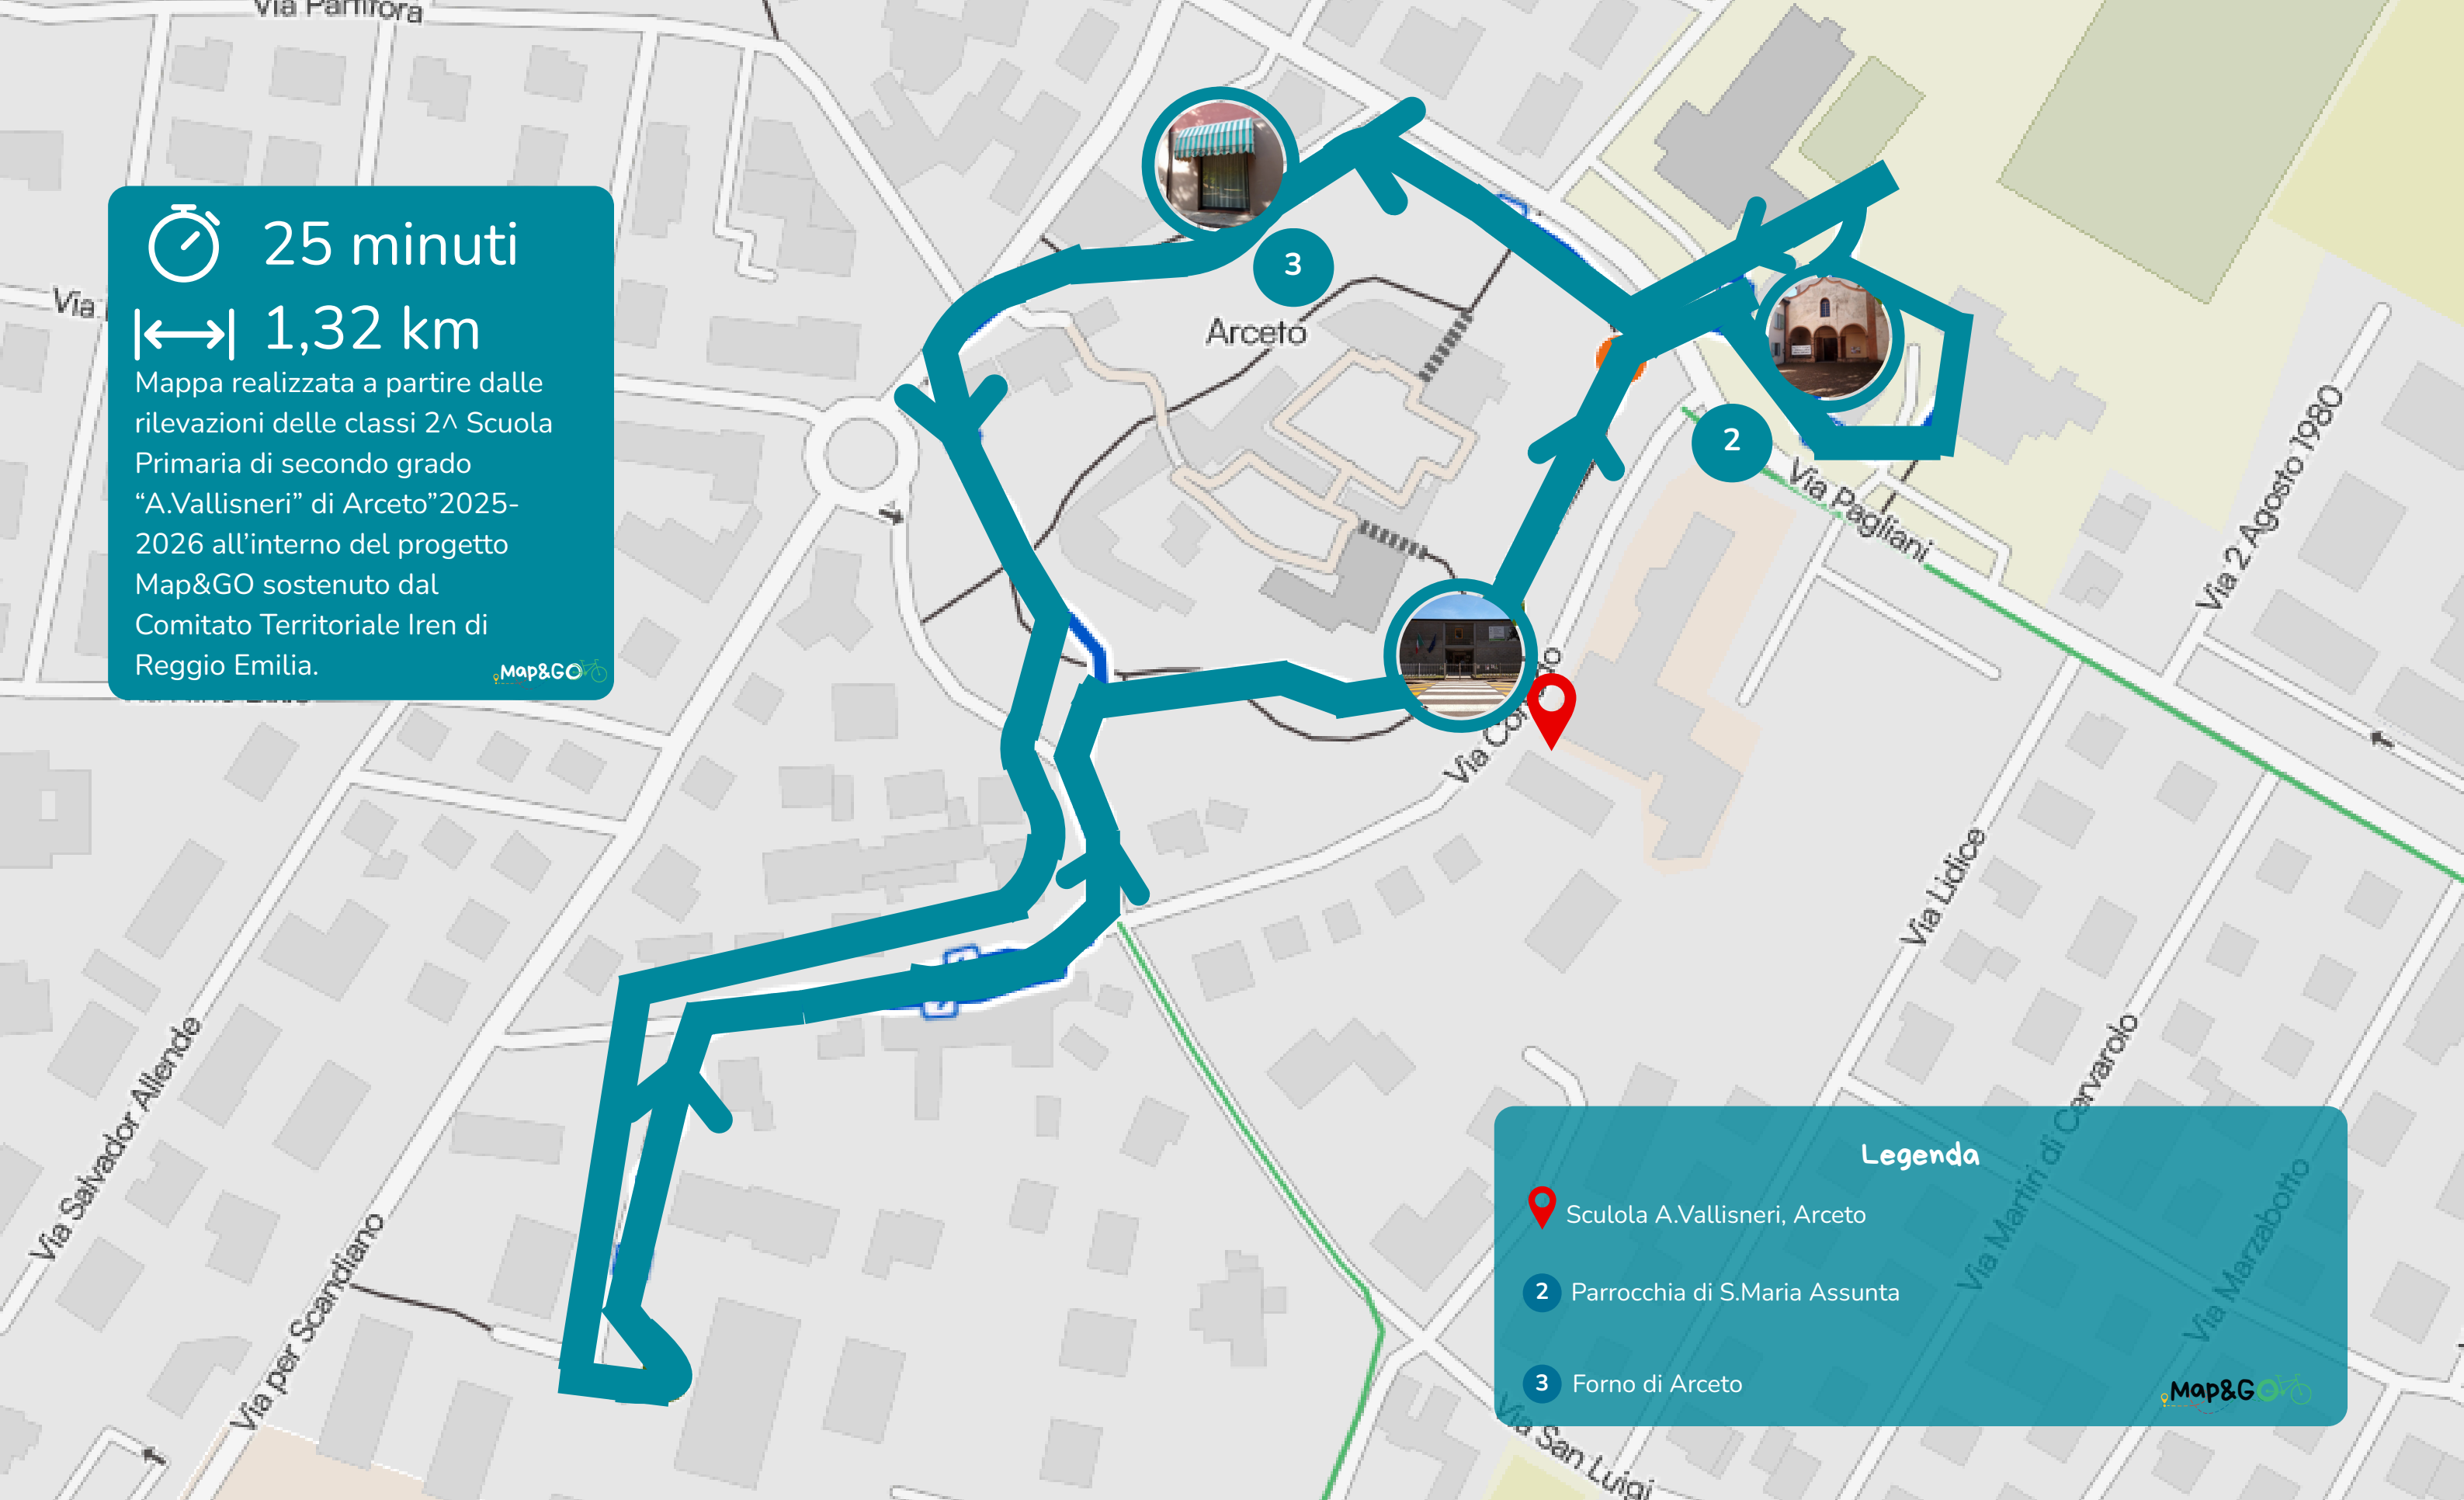 Via Partitora
25 minuti
1,32 km
Mappa realizzata a partire dalle
rilevazioni delle classi 2^ Scuola
Primaria di secondo grado
“A.Vallisneri” di Arceto”2025-
2026 all’interno del progetto
Map&GO sostenuto dal
Comitato Territoriale Iren di
Reggio Emilia.
Map&GO
Via
3
Arceto
2
Via Pagliani
Via 2 Agosto 1980
Via Lidice
Via Martiri di Cervarolo
Via Marzabotto
Via Salvador Allende
Via per Scandiano
Via San Luigi
Legenda
Sculola A.Vallisneri, Arceto
2 Parrocchia di S.Maria Assunta
3 Forno di Arceto
Map&GO